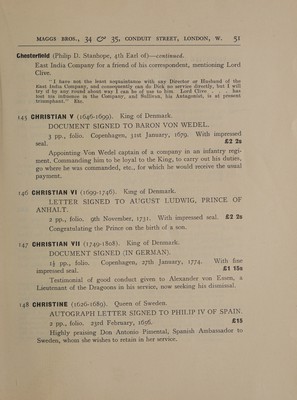 MAGGS BROS., 34 & 35, CONDUIT STREET, LONDON, W. 51
Chesterfield (Philip D. Stanhope, 4th Earl of)—continued.
East India Company for a friend of his correspondent, mentioning Lord
Clive.
"I have not the least acquaintance with any Director or Husband of the
East India Company, and consequently can do Dick no service directly, but I will
try if by any round about way I can be of use to him. Lord Clive . . . has
lost his influence in the Company, and Sullivan, his Antagonist, is at present
triumphant." Etc.
145 CHRISTIAN V (1646-1699). King of Denmark.
DOCUMENT SIGNED TO BARON VON WEDEL.
3 pp., folio. Copenhagen, 31st January, 1679. With impressed
seal. £2 2s
Appointing Von Wedel captain of a company in an infantry regi-
ment. Commanding him to be loyal to the King, to carry out his duties,
go where he was commanded, etc., for which he would receive the usual
payment.
146 CHRISTIAN VI (1699-1746). King of Denmark.
LETTER SIGNED TO AUGUST LUDWIG, PRINCE OF
ANHALT.
2 pp., folio. 9th November, 1731. With impressed seal. £2 2s
Congratulating the Prince on the birth of a son.
147 CHRISTIAN VII (1749-1808). King of Denmark.
DOCUMENT SIGNED (IN GERMAN).
1½ pp., folio. Copenhagen, 27th January, 1774. With fine
impressed seal. £1 15s
Testimonial of good conduct given to Alexander von Essen, a
Lieutenant of the Dragoons in his service, now seeking his dismissal.
148 CHRISTINE (1626-1689). Queen of Sweden.
AUTOGRAPH LETTER SIGNED TO PHILIP IV OF SPAIN.
2 pp., folio. 23rd February, 1656. £15
Highly praising Don Antonio Pimental, Spanish Ambassador to
Sweden, whom she wishes to retain in her service.